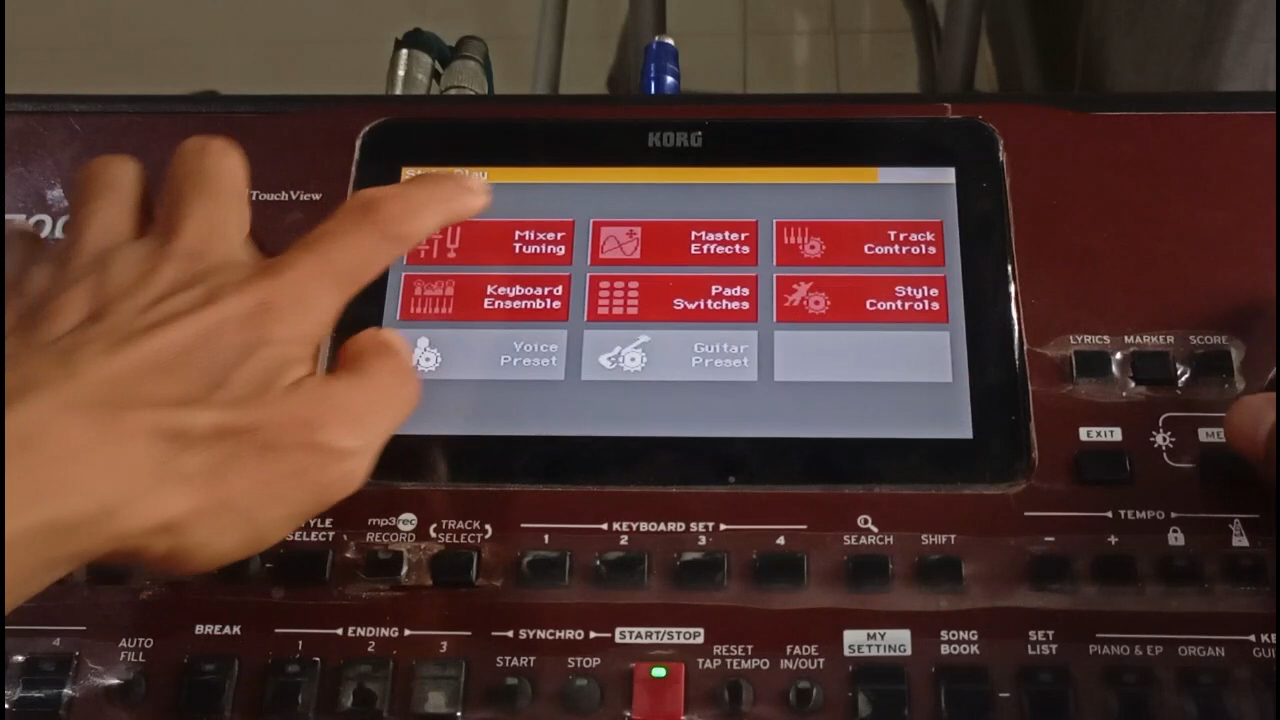 KORG
TouchView
Mixer
Tuning
Master
Effects
Track
Controls
Keyboard
Ensemble
Pads
Switches
Style
Controls
Voice
Preset
Guitar
Preset
LYRICS MARKER SCORE
EXIT
mp3rec
RECORD
TRACK
SELECT
SELECT
KEYBOARD SET
1 2 3 4
SEARCH
SHIFT
TEMPO
- +
4
AUTO
FILL
BREAK
ENDING
1 2 3
SYNCHRO
START STOP
START/STOP
RESET
TAP TEMPO
FADE
IN/OUT
MY
SETTING
SONG
BOOK
SET
LIST
PIANO & EP ORGAN